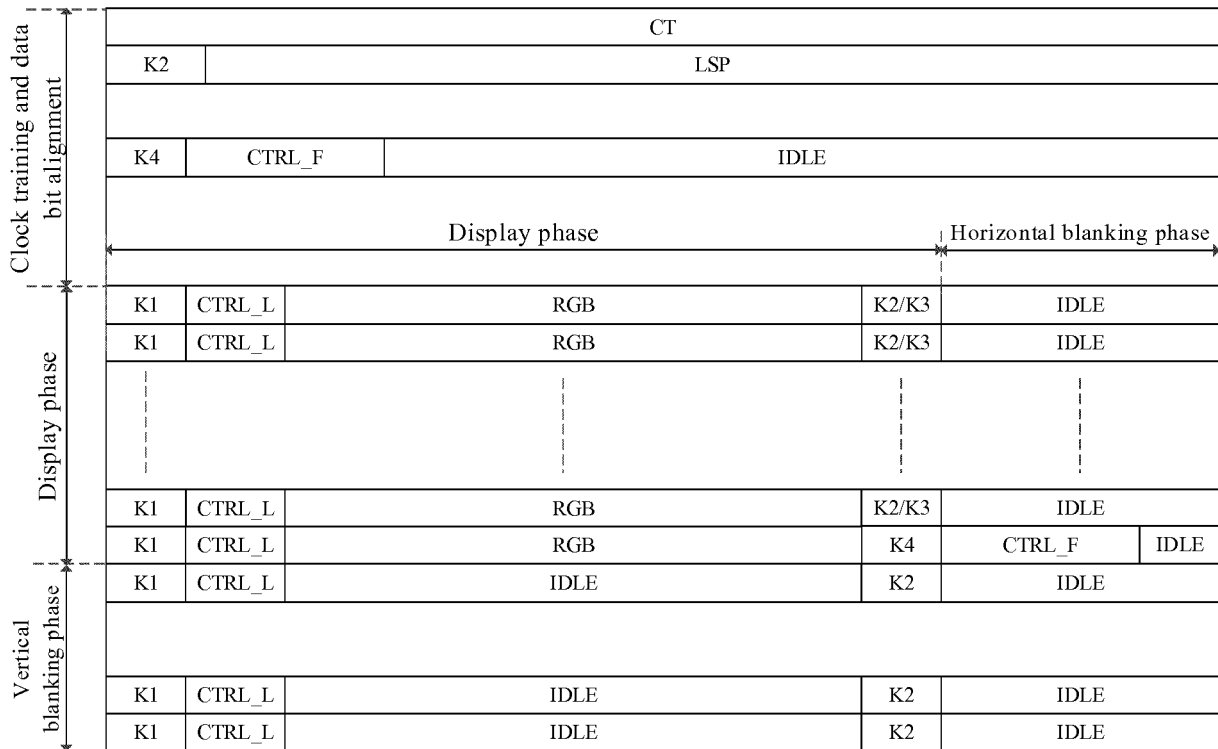 Clock training and data
bit alignment
CT
K2 LSP
K4 CTRL_F IDLE
Display phase Horizontal blanking phase
Display phase
K1 CTRL_L RGB K2/K3 IDLE
K1 CTRL_L RGB K2/K3 IDLE
K1 CTRL_L RGB K2/K3 IDLE
K1 CTRL_L RGB K4 CTRL_F IDLE
Vertical
blanking phase
K1 CTRL_L IDLE K2 IDLE
K1 CTRL_L IDLE K2 IDLE
K1 CTRL_L IDLE K2 IDLE